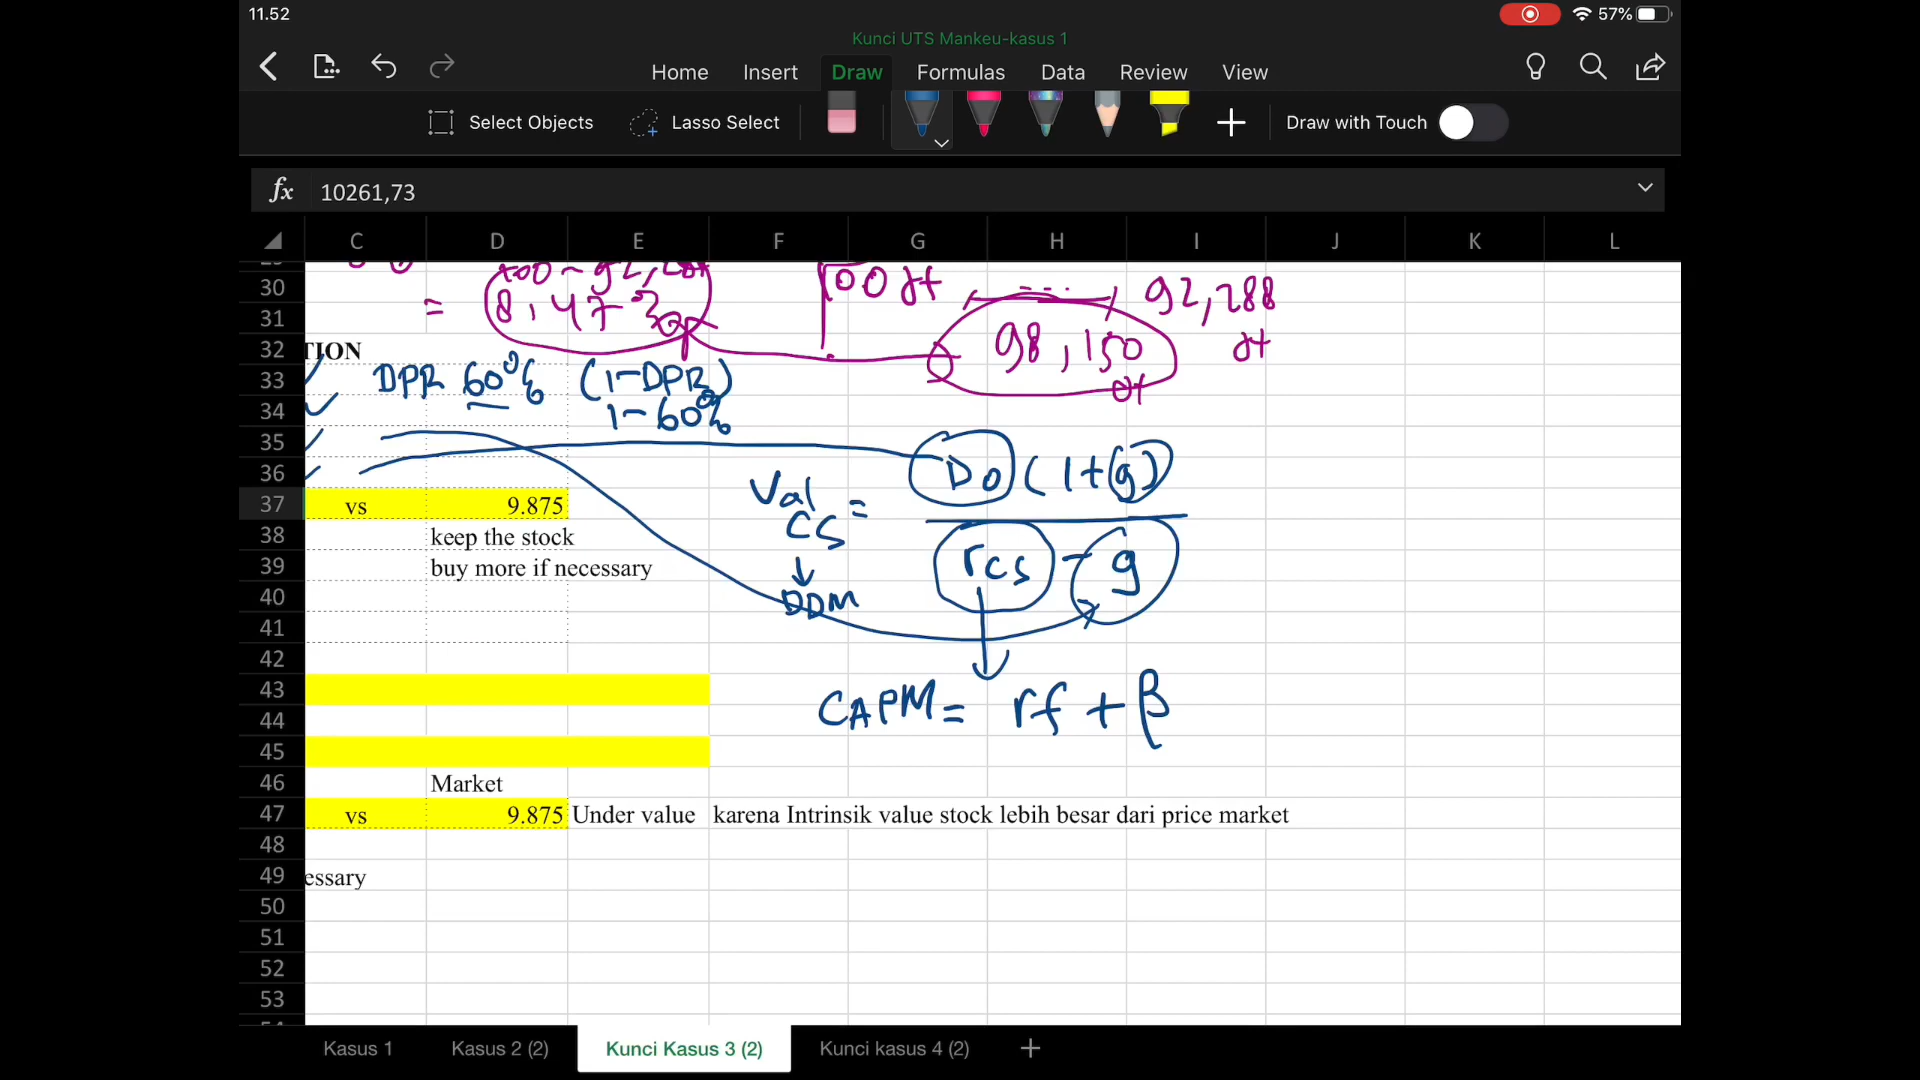 11.52
57%
Kunci UTS Mankeu-kasus 1
Home Insert Draw Formulas Data Review View
Select Objects Lasso Select Draw with Touch
fx 10261,73
C D E F G H I J K L
30 = 8,47 100 jt 92,288
31
32 TION 98,150 jt
33 DPR 60% (1-DPR) jt
34 1-60%
35
36 Do (1+g)
37 vs 9.875 Val CS =
38 keep the stock
39 buy more if necessary rcs - g
40 DDM
41
42
43 CAPM = rf + β
44
45
46 Market
47 vs 9.875 Under value karena Intrinsik value stock lebih besar dari price market
48
49 essary
50
51
52
53
Kasus 1 Kasus 2 (2) Kunci Kasus 3 (2) Kunci kasus 4 (2)